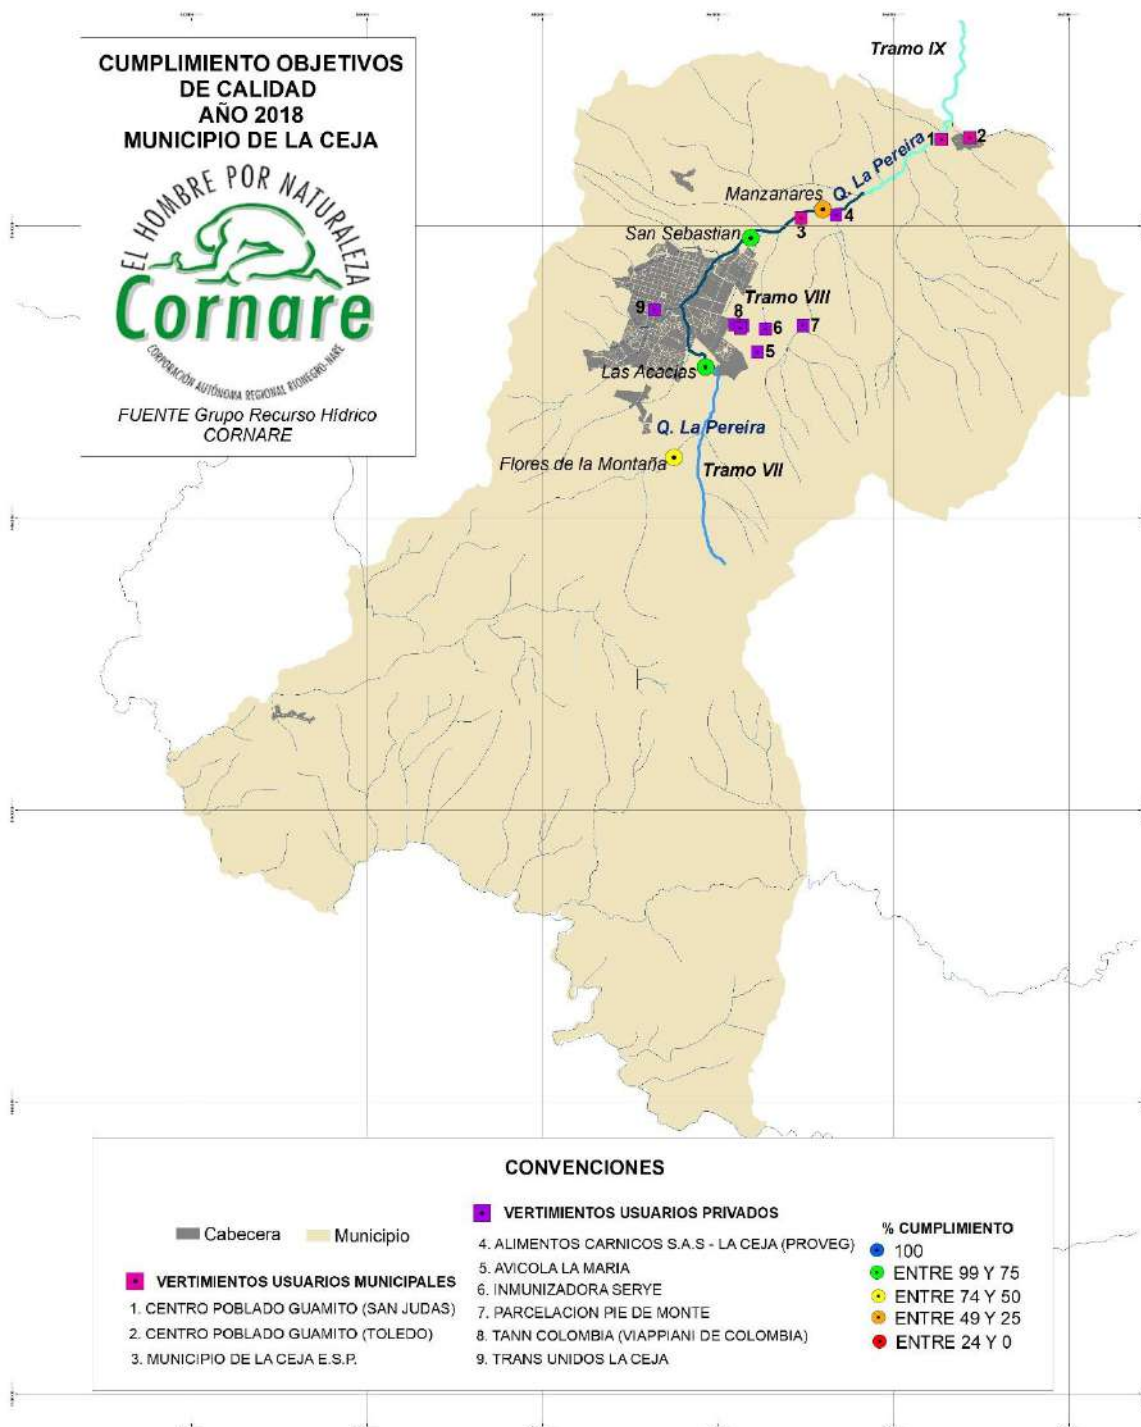 CUMPLIMIENTO OBJETIVOS
DE CALIDAD
AÑO 2018
MUNICIPIO DE LA CEJA
EL HOMBRE POR NATURALEZA
Cornare
CORPORACIÓN AUTÓNOMA REGIONAL RIONEGRO-NARE
FUENTE Grupo Recurso Hídrico
CORNARE
Tramo IX
1
2
Q. La Pereira
Manzanares
4
3
San Sebastian
Tramo VIII
9
8
6
7
5
Las Acacias
Q. La Pereira
Flores de la Montaña
Tramo VII
CONVENCIONES
Cabecera
Municipio
VERTIMIENTOS USUARIOS MUNICIPALES
1. CENTRO POBLADO GUAMITO (SAN JUDAS)
2. CENTRO POBLADO GUAMITO (TOLEDO)
3. MUNICIPIO DE LA CEJA E.S.P.
VERTIMIENTOS USUARIOS PRIVADOS
4. ALIMENTOS CARNICOS S.A.S - LA CEJA (PROVEG)
5. AVICOLA LA MARIA
6. INMUNIZADORA SERYE
7. PARCELACION PIE DE MONTE
8. TANN COLOMBIA (VIAPPIANI DE COLOMBIA)
9. TRANS UNIDOS LA CEJA
% CUMPLIMIENTO
100
ENTRE 99 Y 75
ENTRE 74 Y 50
ENTRE 49 Y 25
ENTRE 24 Y 0